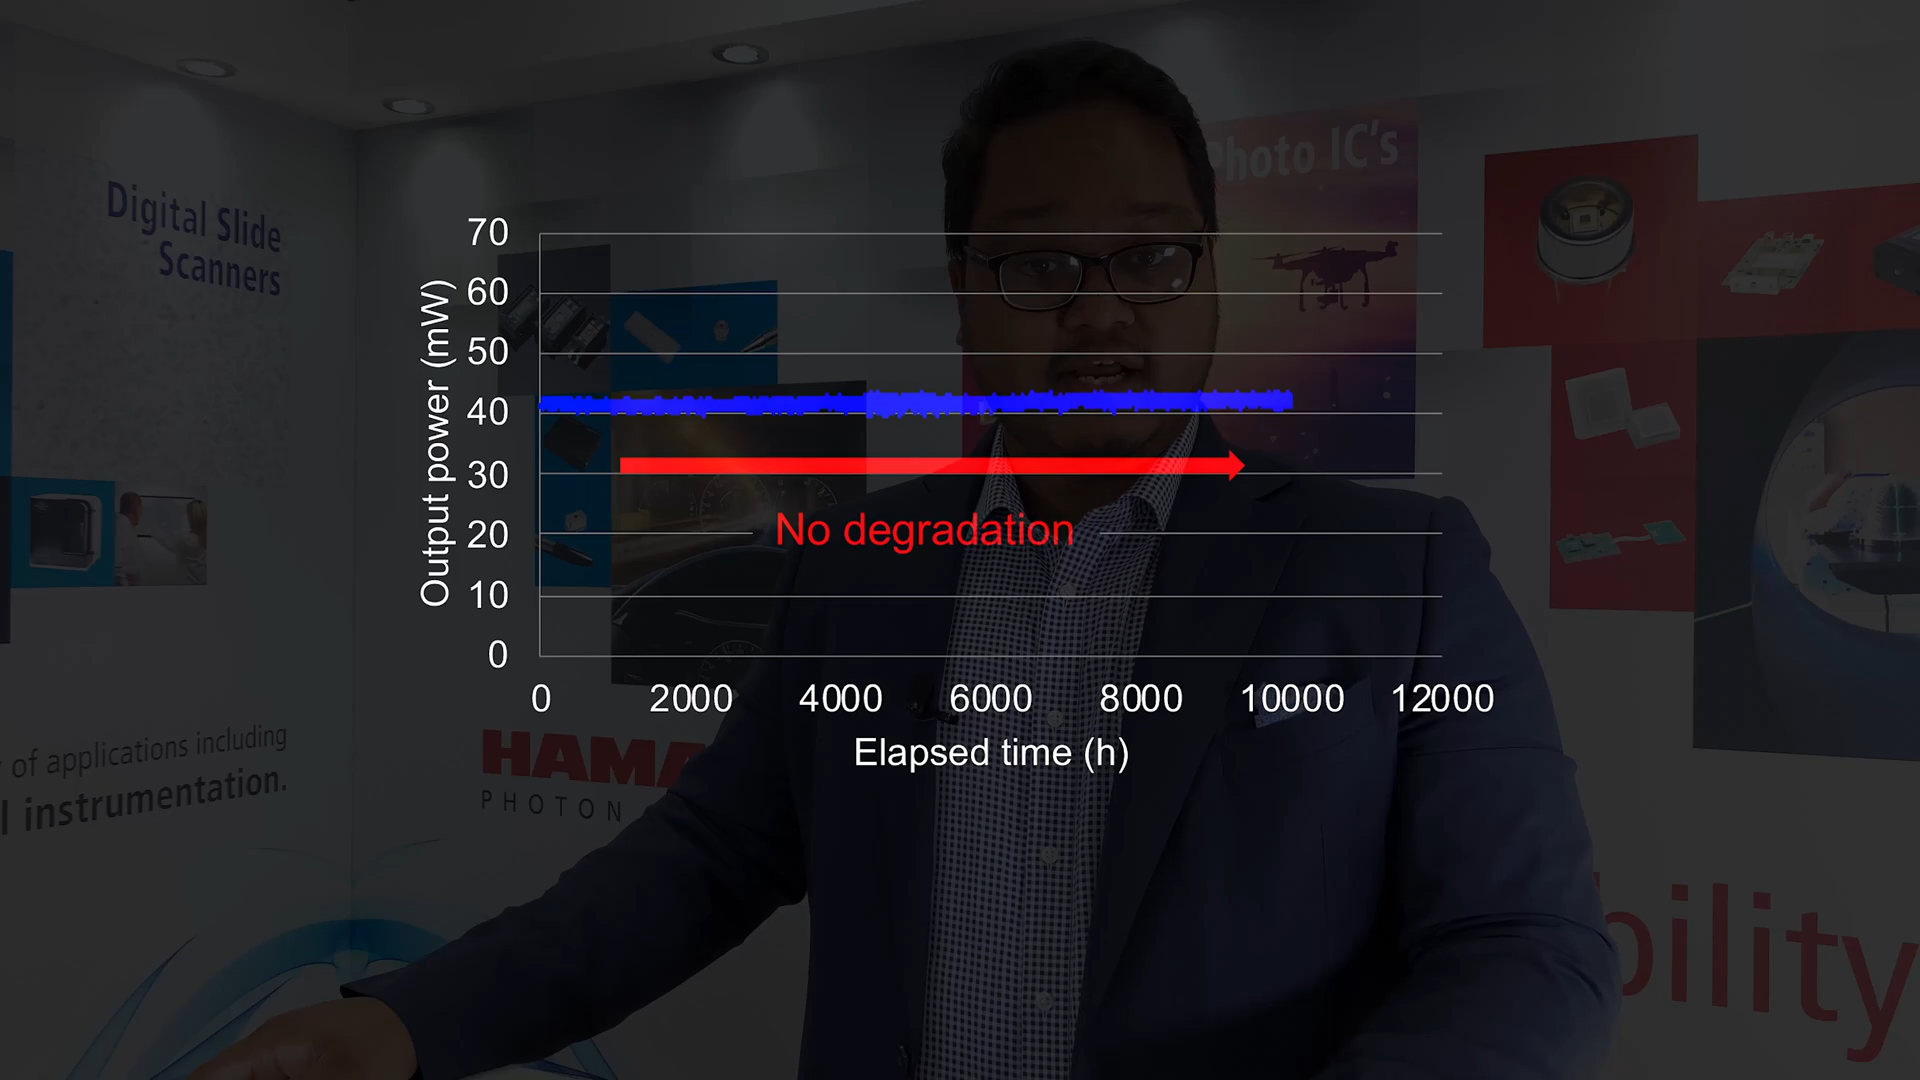 Digital Slide
Scanners
Photo IC's
70
60
50
40
30
20
10
0
Output power (mW)
No degradation
0 2000 4000 6000 8000 10000 12000
Elapsed time (h)
of applications including
instrumentation.
HAMA
PHOTON
bility